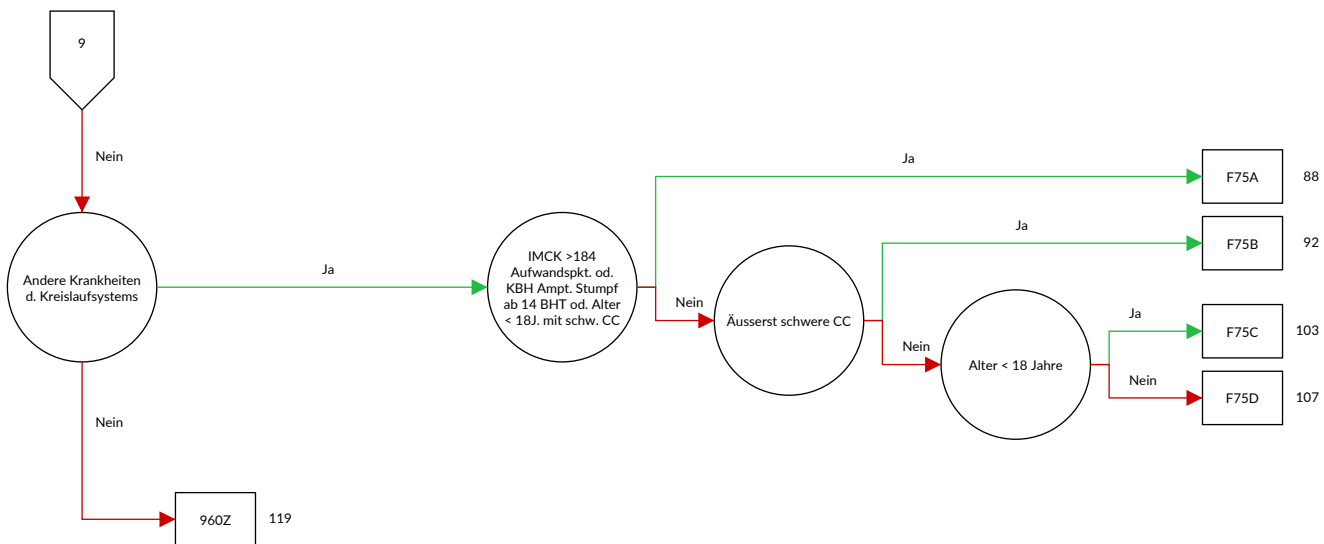 9
Nein
Ja
F75A
88
Ja
F75B
92
Andere Krankheiten
d. Kreislaufsystems
Ja
IMCK >184
Aufwandspkt. od.
KBH Ampt. Stumpf
ab 14 BHT od. Alter
< 18J. mit schw. CC
Nein
Äusserst schwere CC
Nein
Alter < 18 Jahre
Ja
F75C
103
Nein
F75D
107
Nein
960Z
119